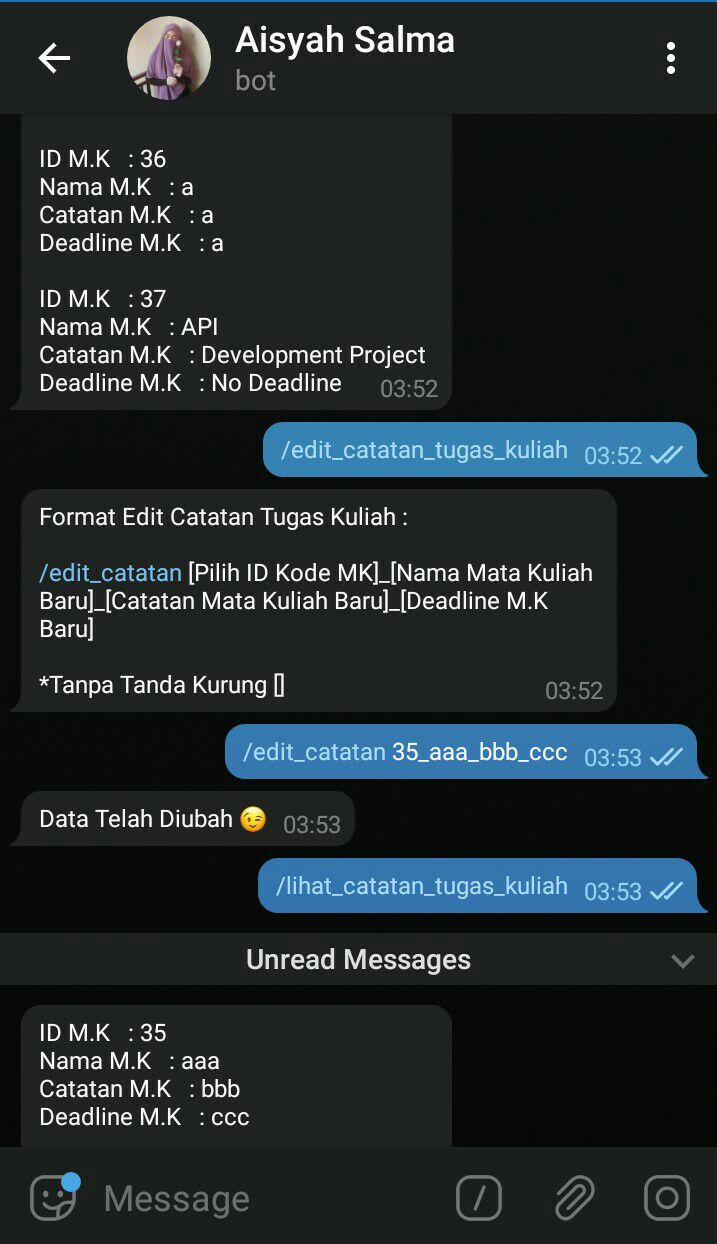 Aisyah Salma
bot
ID M.K : 36
Nama M.K : a
Catatan M.K : a
Deadline M.K : a
ID M.K : 37
Nama M.K : API
Catatan M.K : Development Project
Deadline M.K : No Deadline 03:52
/edit_catatan_tugas_kuliah 03:52
Format Edit Catatan Tugas Kuliah :
/edit_catatan [Pilih ID Kode MK]_[Nama Mata Kuliah
Baru]_[Catatan Mata Kuliah Baru]_[Deadline M.K
Baru]
*Tanpa Tanda Kurung [] 03:52
/edit_catatan 35_aaa_bbb_ccc 03:53
Data Telah Diubah 😉 03:53
/lihat_catatan_tugas_kuliah 03:53
Unread Messages
ID M.K : 35
Nama M.K : aaa
Catatan M.K : bbb
Deadline M.K : ccc
Message